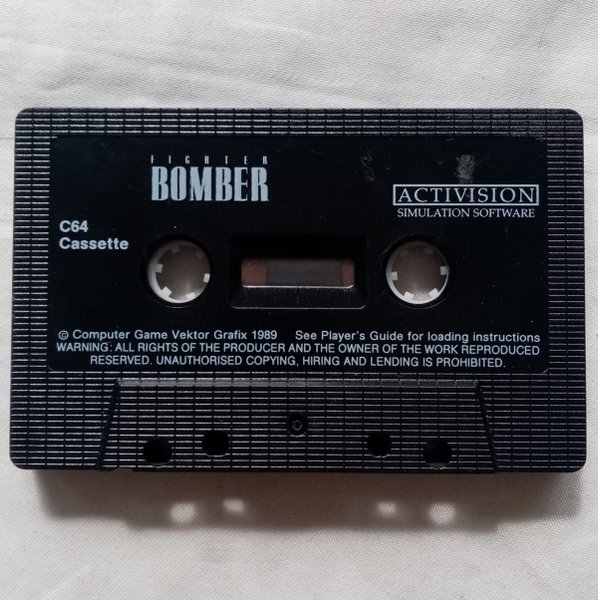 FIGHTER
BOMBER
ACTIVISION
SIMULATION SOFTWARE
C64
Cassette
© Computer Game Vektor Grafix 1989 See Player's Guide for loading instructions
WARNING: ALL RIGHTS OF THE PRODUCER AND THE OWNER OF THE WORK REPRODUCED
RESERVED. UNAUTHORISED COPYING, HIRING AND LENDING IS PROHIBITED.